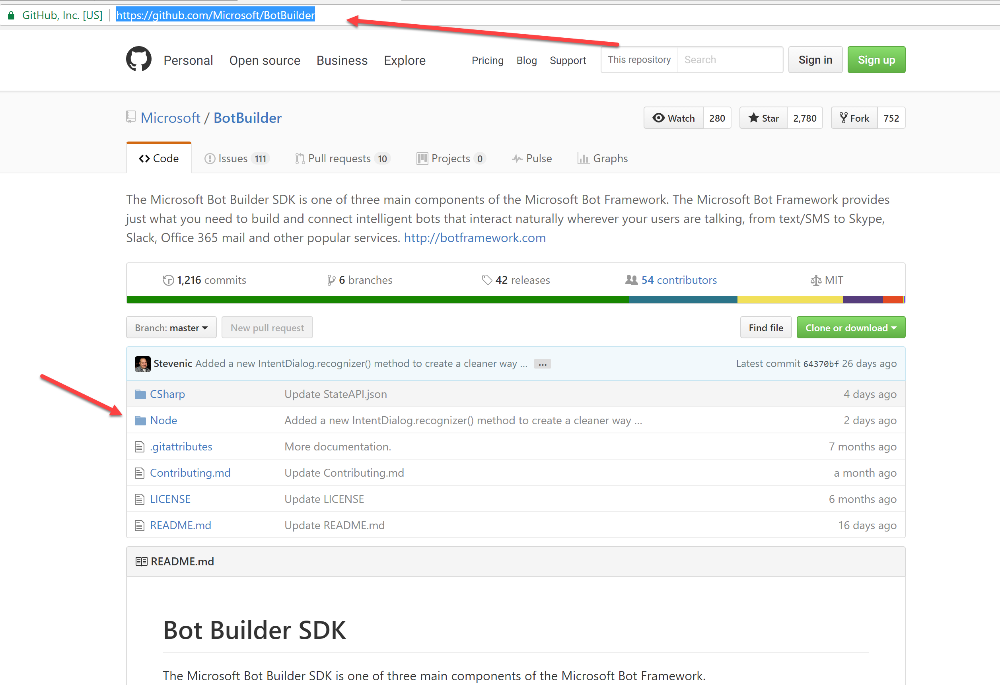 GitHub, Inc. [US] https://github.com/Microsoft/BotBuilder
Personal Open source Business Explore Pricing Blog Support This repository Search Sign in Sign up
Microsoft / BotBuilder Watch 280 Star 2,780 Fork 752
Code Issues 111 Pull requests 10 Projects 0 Pulse Graphs
The Microsoft Bot Builder SDK is one of three main components of the Microsoft Bot Framework. The Microsoft Bot Framework provides
just what you need to build and connect intelligent bots that interact naturally wherever your users are talking, from text/SMS to Skype,
Slack, Office 365 mail and other popular services. http://botframework.com
1,216 commits 6 branches 42 releases 54 contributors MIT
Branch: master New pull request Find file Clone or download
Stevenic Added a new IntentDialog.recognizer() method to create a cleaner way ... ... Latest commit 64370bf 26 days ago
CSharp Update StateAPI.json 4 days ago
Node Added a new IntentDialog.recognizer() method to create a cleaner way ... 2 days ago
.gitattributes More documentation. 7 months ago
Contributing.md Update Contributing.md a month ago
LICENSE Update LICENSE 6 months ago
README.md Update README.md 16 days ago
README.md
Bot Builder SDK
The Microsoft Bot Builder SDK is one of three main components of the Microsoft Bot Framework.